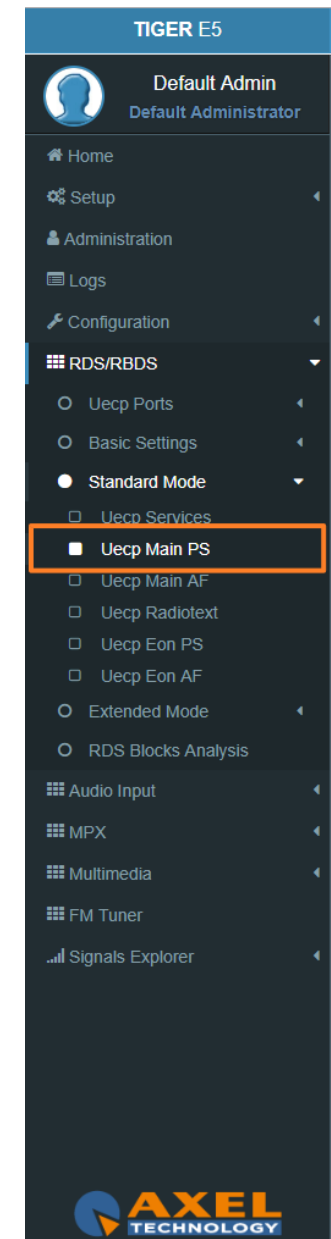 TIGER E5
Default Admin
Default Administrator
Home
Setup
Administration
Logs
Configuration
RDS/RBDS
Uecp Ports
Basic Settings
Standard Mode
Uecp Services
Uecp Main PS
Uecp Main AF
Uecp Radiotext
Uecp Eon PS
Uecp Eon AF
Extended Mode
RDS Blocks Analysis
Audio Input
MPX
Multimedia
FM Tuner
Signals Explorer
AXEL
TECHNOLOGY